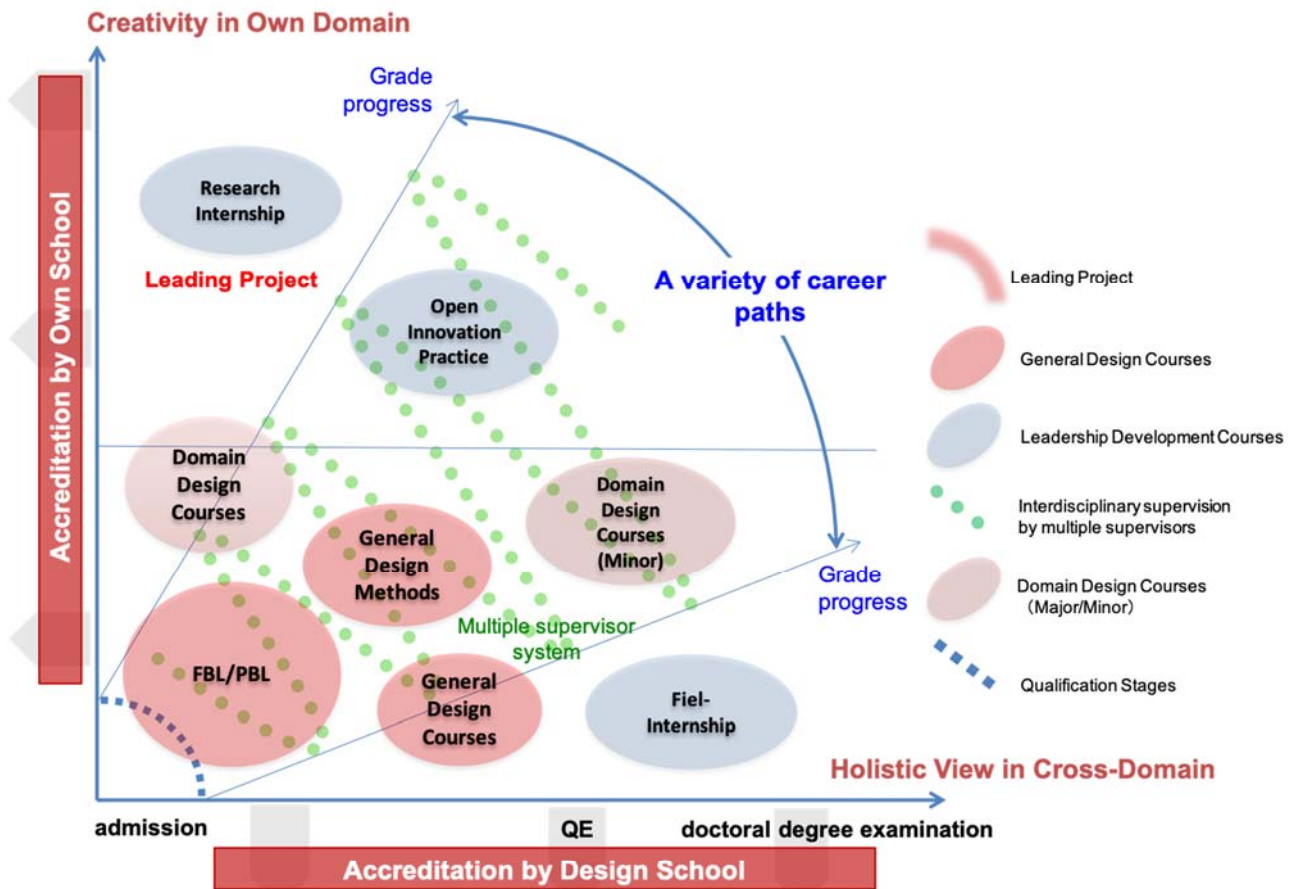 Creativity in Own Domain
Grade
progress
Research
Internship
Leading Project
Open
Innovation
Practice
A variety of career
paths
Accreditation by Own School
Domain
Design
Courses
General
Design
Methods
Domain
Design
Courses
(Minor)
Grade
progress
Multiple supervisor
system
FBL/PBL
General
Design
Courses
Fiel-
Internship
Holistic View in Cross-Domain
admission
QE
doctoral degree examination
Accreditation by Design School
Leading Project
General Design Courses
Leadership Development Courses
Interdisciplinary supervision
by multiple supervisors
Domain Design Courses
（Major/Minor）
Qualification Stages